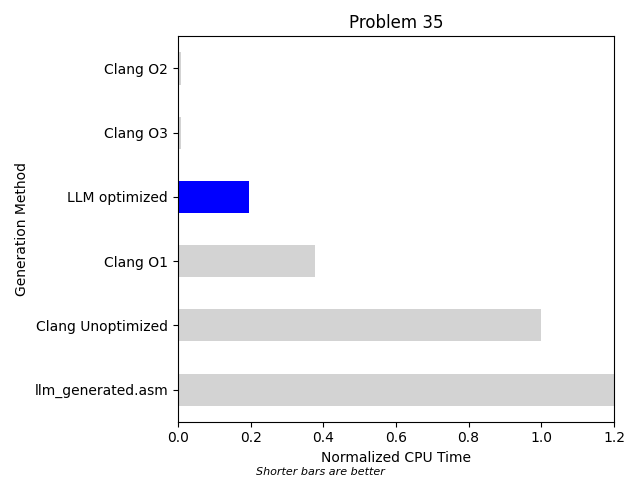 Problem 35
Clang O2
Clang O3
LLM optimized
Clang O1
Clang Unoptimized
llm_generated.asm
Generation Method
0.0 0.2 0.4 0.6 0.8 1.0 1.2
Normalized CPU Time
Shorter bars are better